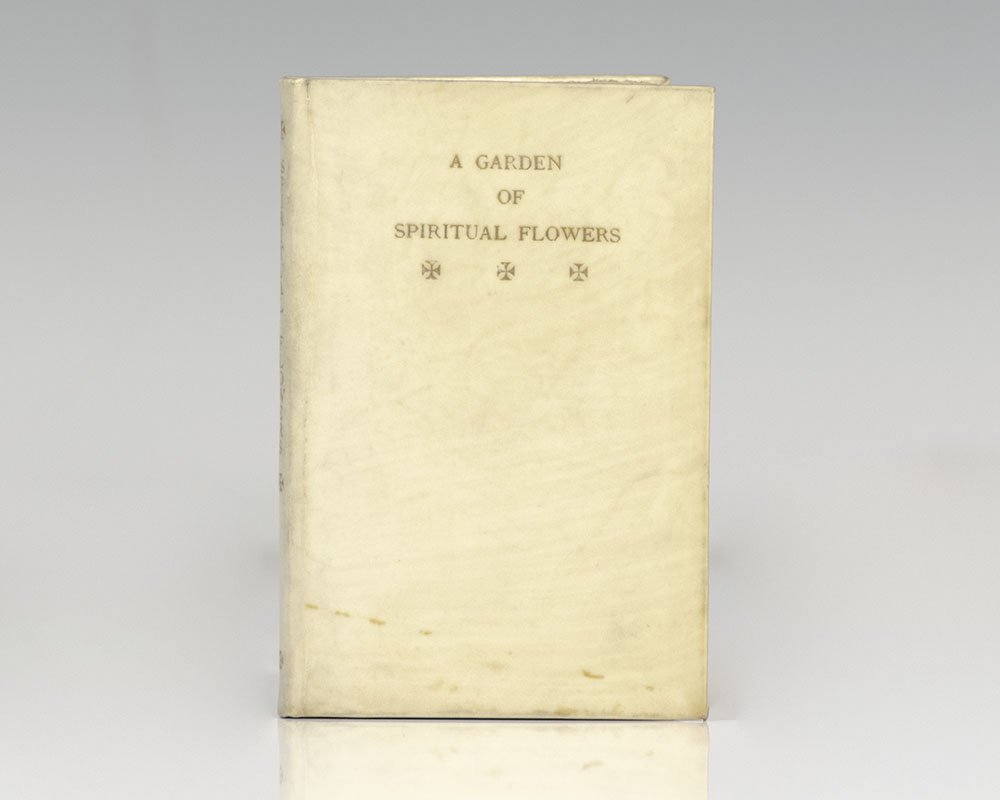 A GARDEN
OF
SPIRITUAL FLOWERS
✠ ✠ ✠